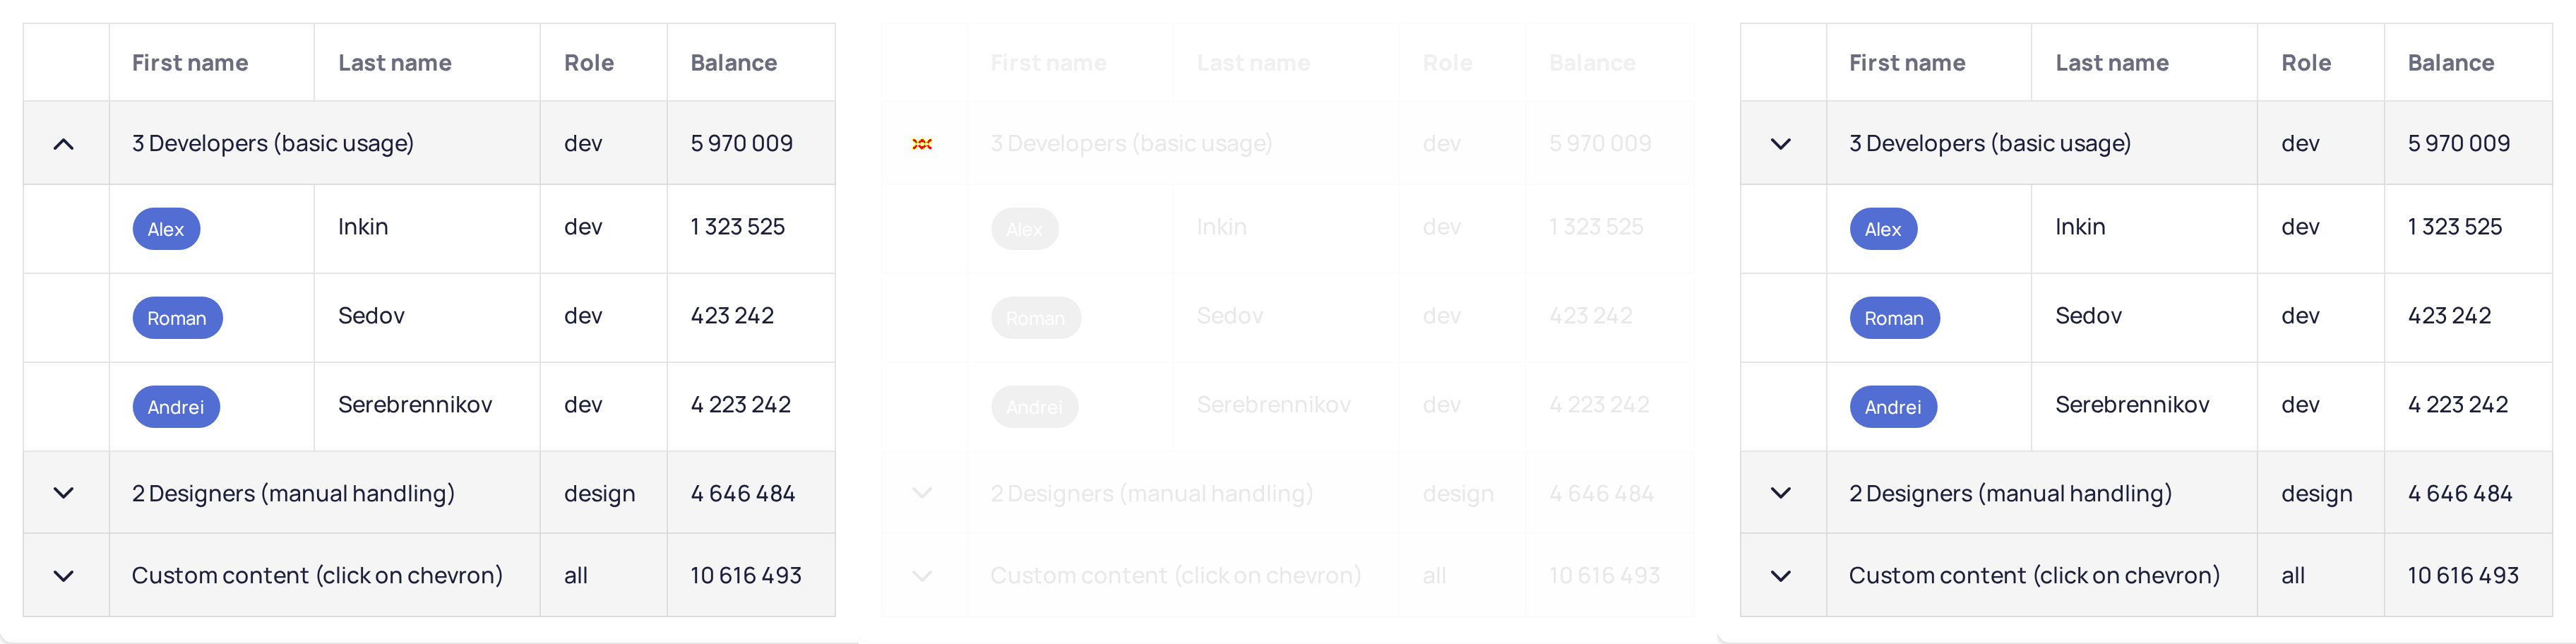 First name Last name Role Balance
3 Developers (basic usage) dev 5 970 009
Alex Inkin dev 1 323 525
Roman Sedov dev 423 242
Andrei Serebrennikov dev 4 223 242
2 Designers (manual handling) design 4 646 484
Custom content (click on chevron) all 10 616 493
First name Last name Role Balance
3 Developers (basic usage) dev 5 970 009
Alex Inkin dev 1 323 525
Roman Sedov dev 423 242
Andrei Serebrennikov dev 4 223 242
2 Designers (manual handling) design 4 646 484
Custom content (click on chevron) all 10 616 493
First name Last name Role Balance
3 Developers (basic usage) dev 5 970 009
Alex Inkin dev 1 323 525
Roman Sedov dev 423 242
Andrei Serebrennikov dev 4 223 242
2 Designers (manual handling) design 4 646 484
Custom content (click on chevron) all 10 616 493